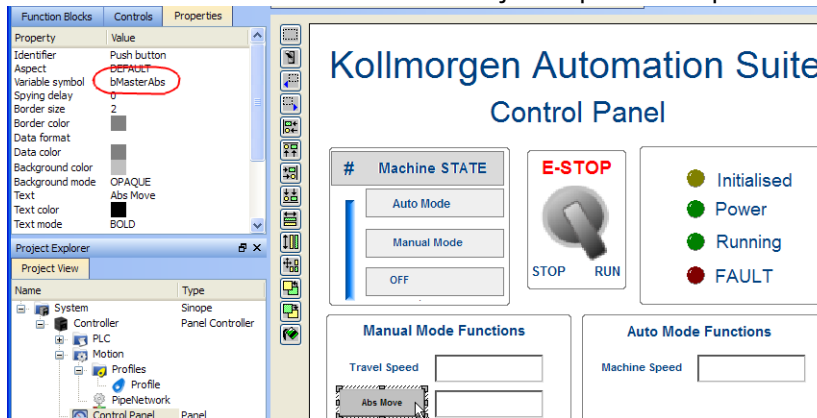 Function Blocks Controls Properties
Property Value
Identifier Push button
Aspect DEFAULT
Variable symbol bMasterAbs
Spying delay 0
Border size 2
Border color
Data format
Data color
Background color
Background mode OPAQUE
Text Abs Move
Text color
Text mode BOLD
Project Explorer
Project View
Name Type
System Sinope
Controller Panel Controller
PLC
Motion
Profiles
Profile
PipeNetwork
Control Panel Panel
Kollmorgen Automation Suite
Control Panel
# Machine STATE
Auto Mode
Manual Mode
OFF
E-STOP
STOP RUN
Initialised
Power
Running
FAULT
Manual Mode Functions
Travel Speed
Abs Move
Auto Mode Functions
Machine Speed